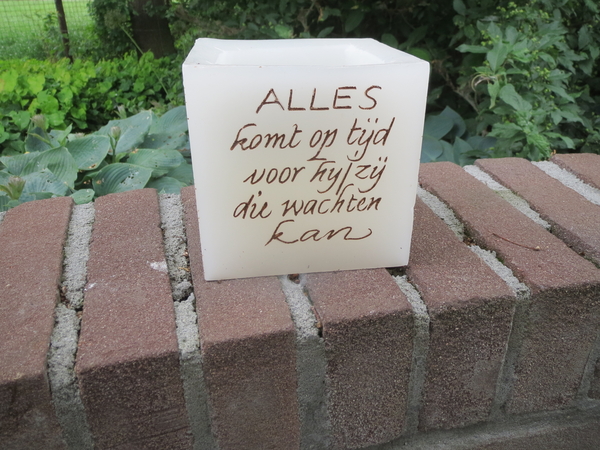 ALLES
komt op tijd
voor hij/zij
die wachten
kan